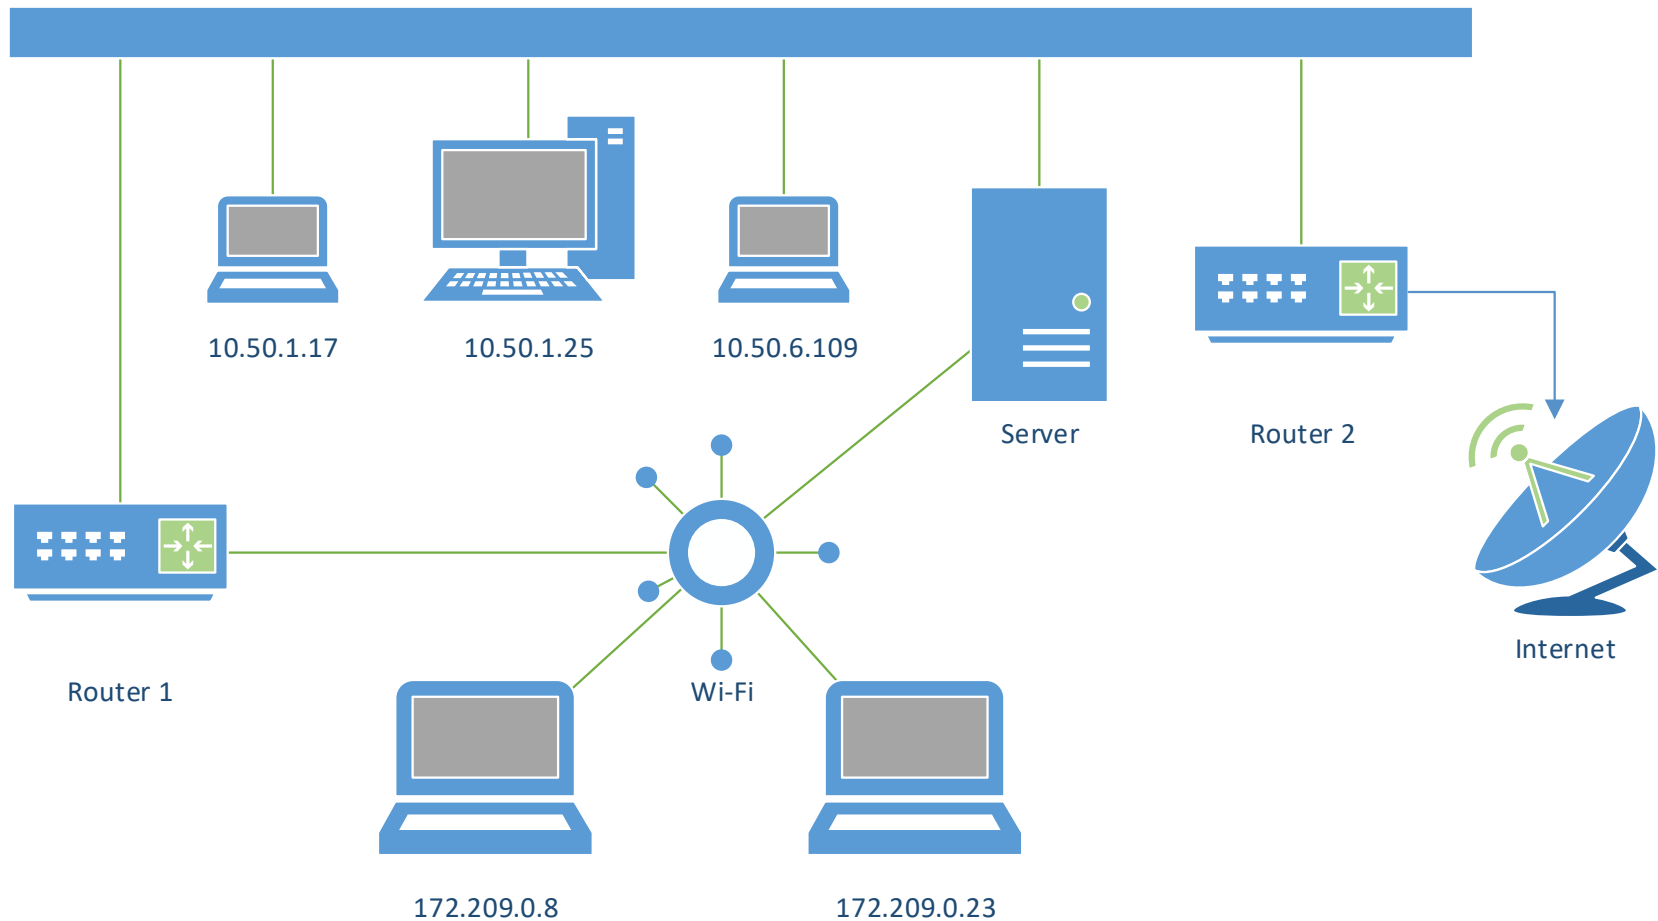 10.50.1.17
10.50.1.25
10.50.6.109
Server
Router 2
Internet
Router 1
Wi-Fi
172.209.0.8
172.209.0.23